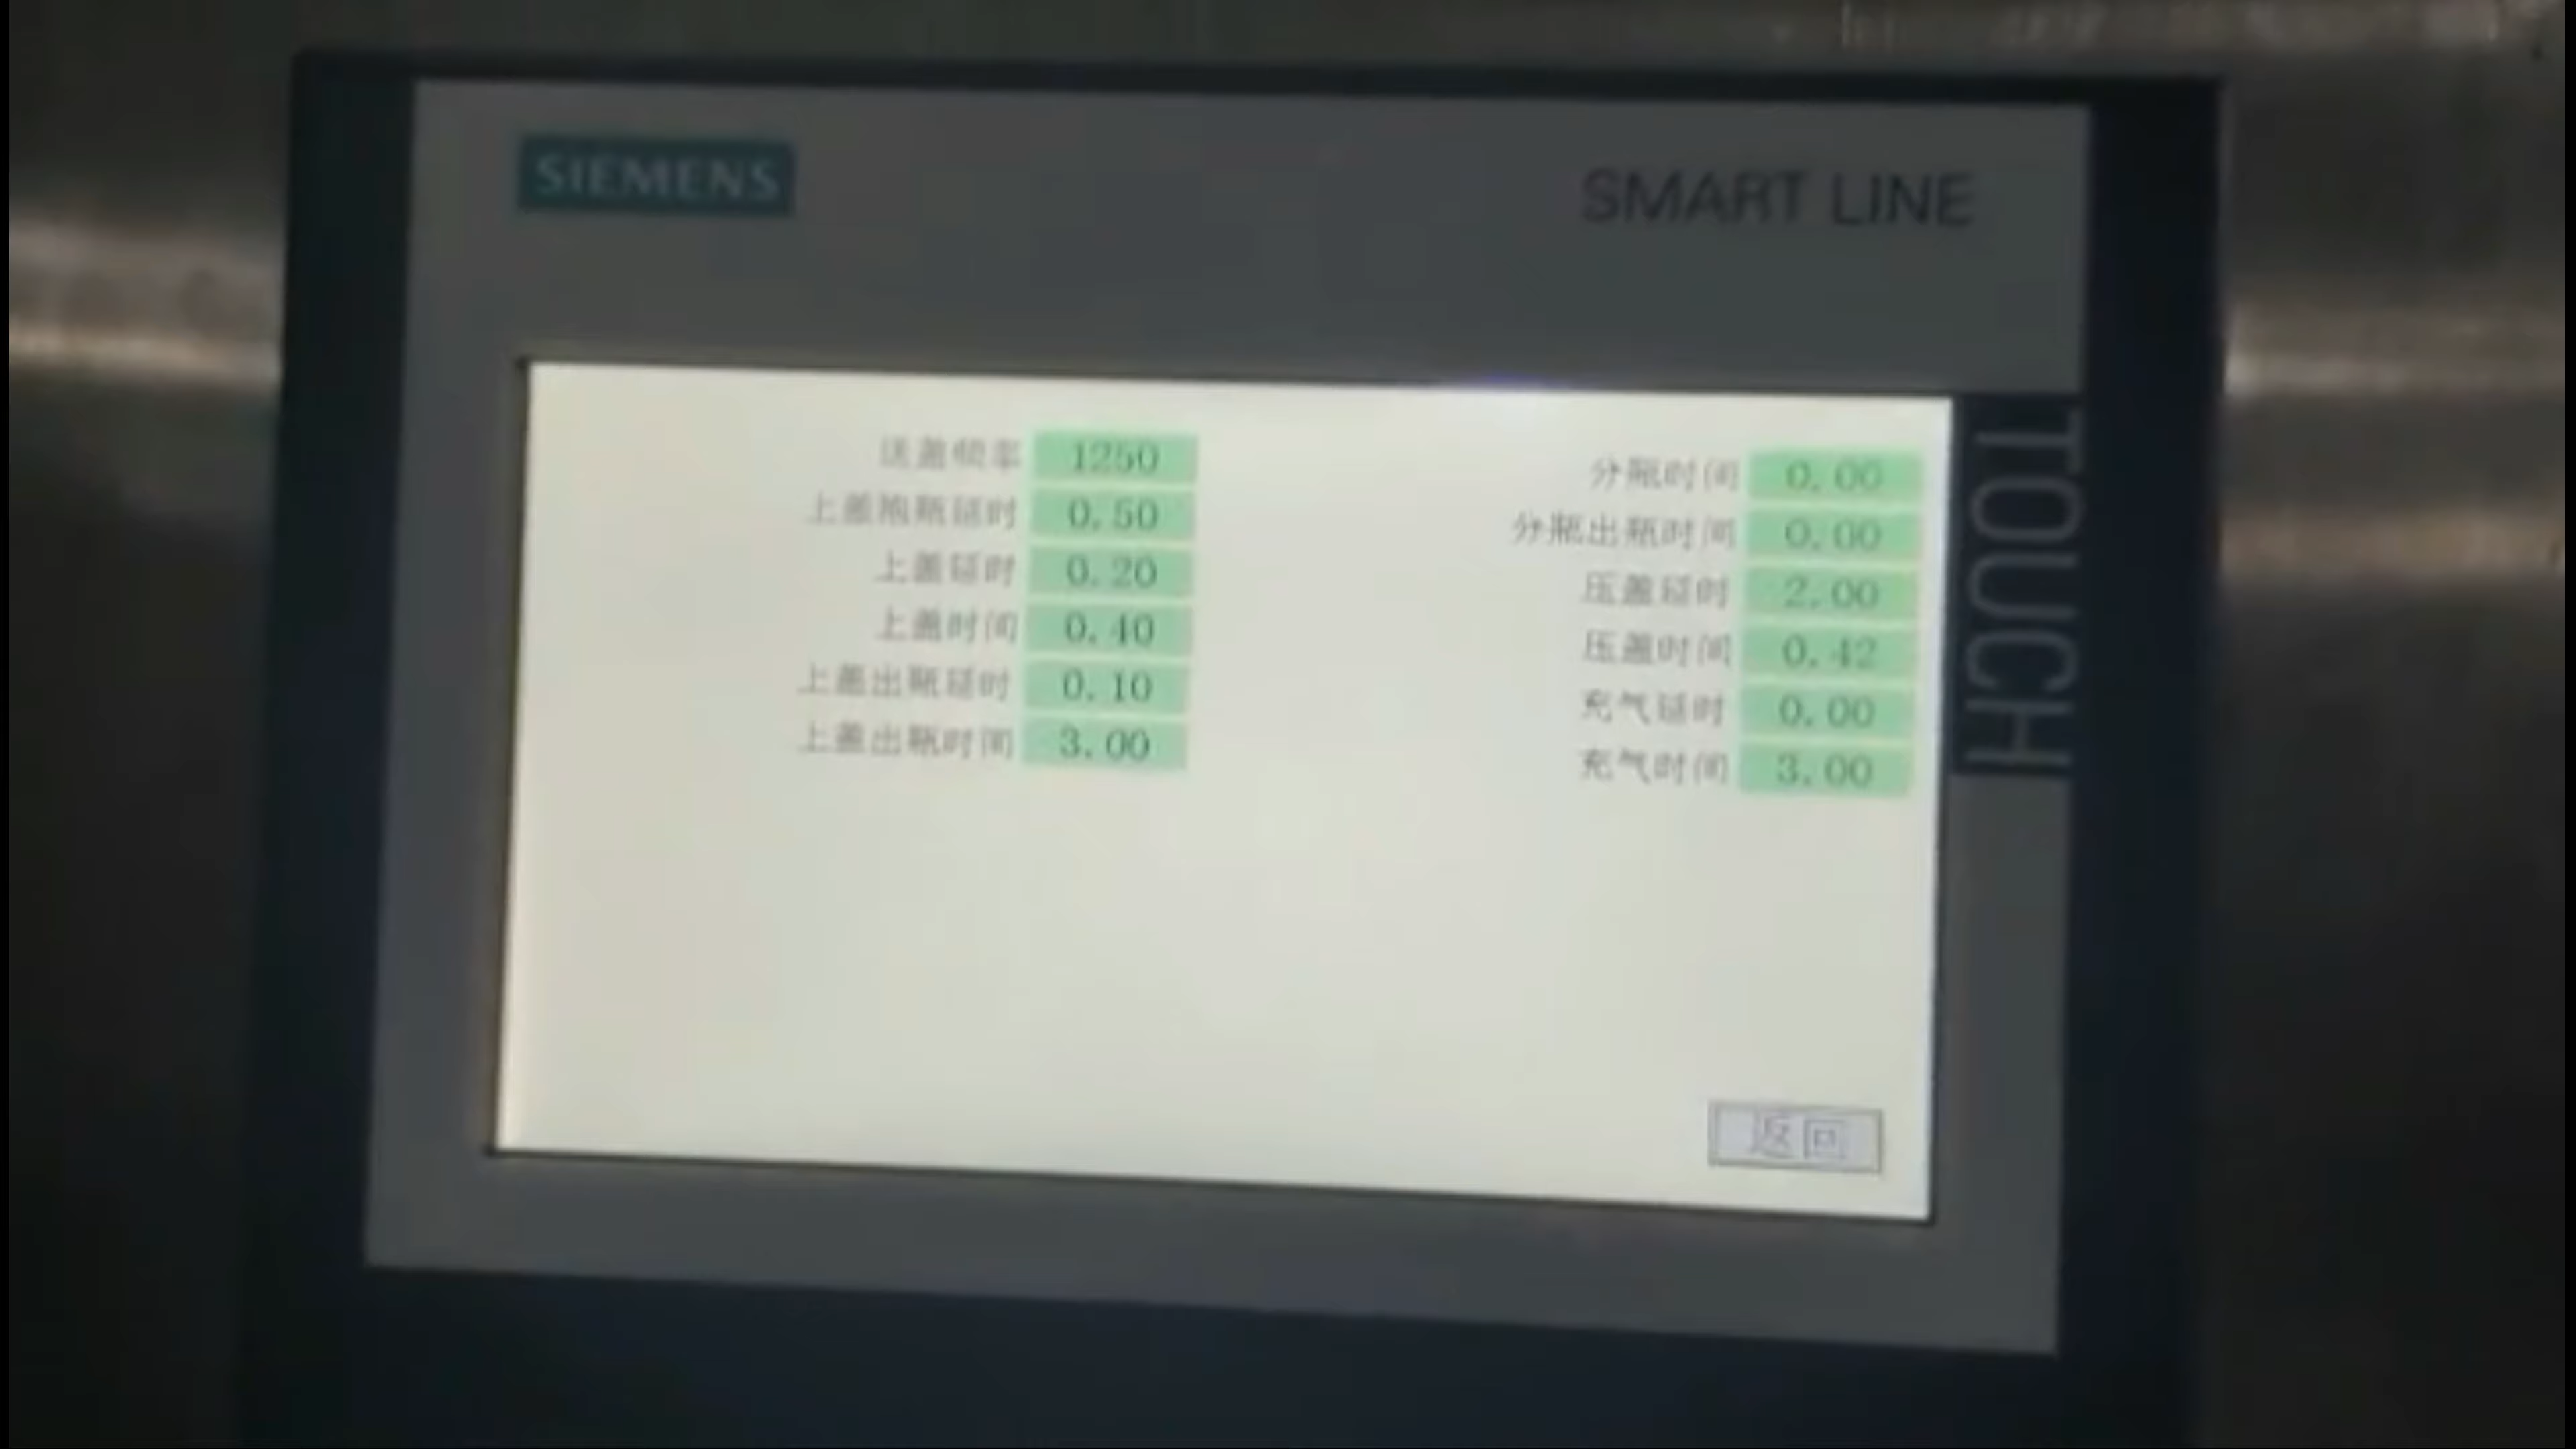 SIEMENS
SMART LINE
TOUCH
送盖频率 1250
上盖抱瓶延时 0.50
上盖延时 0.20
上盖时间 0.40
上盖出瓶延时 0.10
上盖出瓶时间 3.00
分瓶时间 0.00
分瓶出瓶时间 0.00
压盖延时 2.00
压盖时间 0.42
充气延时 0.00
充气时间 3.00
返回